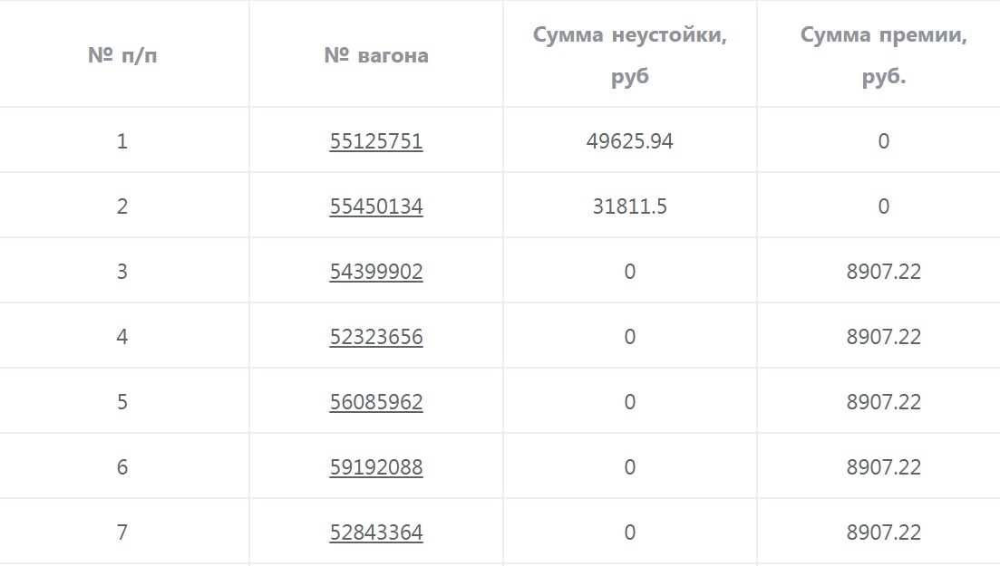 № п/п № вагона Сумма неустойки, руб Сумма премии, руб.
1 55125751 49625.94 0
2 55450134 31811.5 0
3 54399902 0 8907.22
4 52323656 0 8907.22
5 56085962 0 8907.22
6 59192088 0 8907.22
7 52843364 0 8907.22